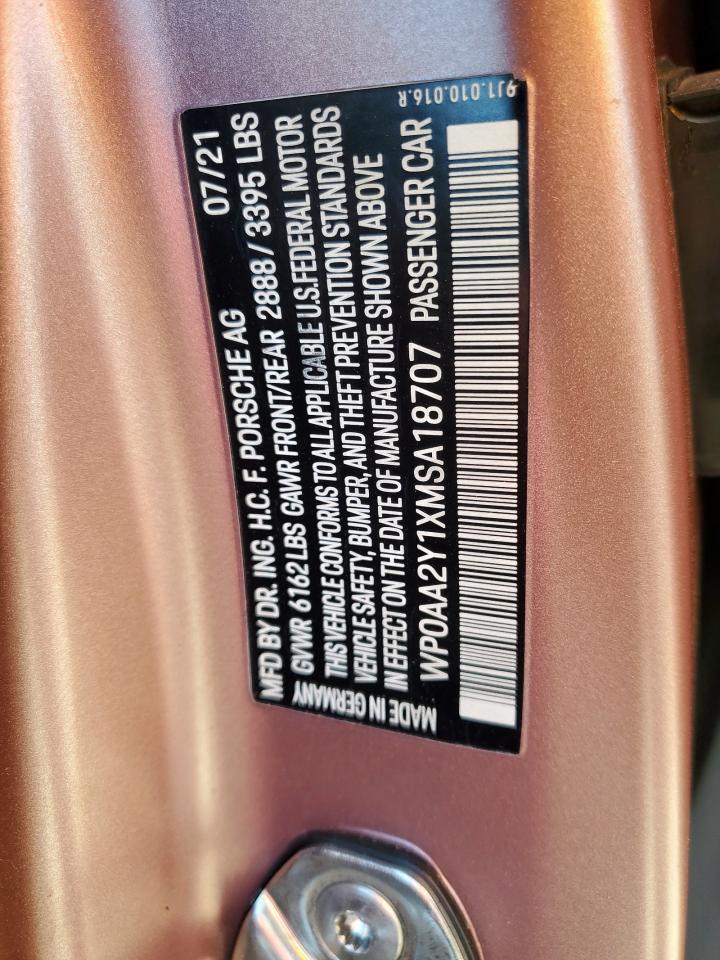 MFD BY DR. ING. H.C. F. PORSCHE AG 07/21
GVWR 6162 LBS GAWR FRONT/REAR 2888 / 3395 LBS
THIS VEHICLE CONFORMS TO ALL APPLICABLE U.S. FEDERAL MOTOR
VEHICLE SAFETY, BUMPER, AND THEFT PREVENTION STANDARDS
IN EFFECT ON THE DATE OF MANUFACTURE SHOWN ABOVE
WP0AA2Y1XMSA18707 PASSENGER CAR
MADE IN GERMANY
9J1.010.016.R